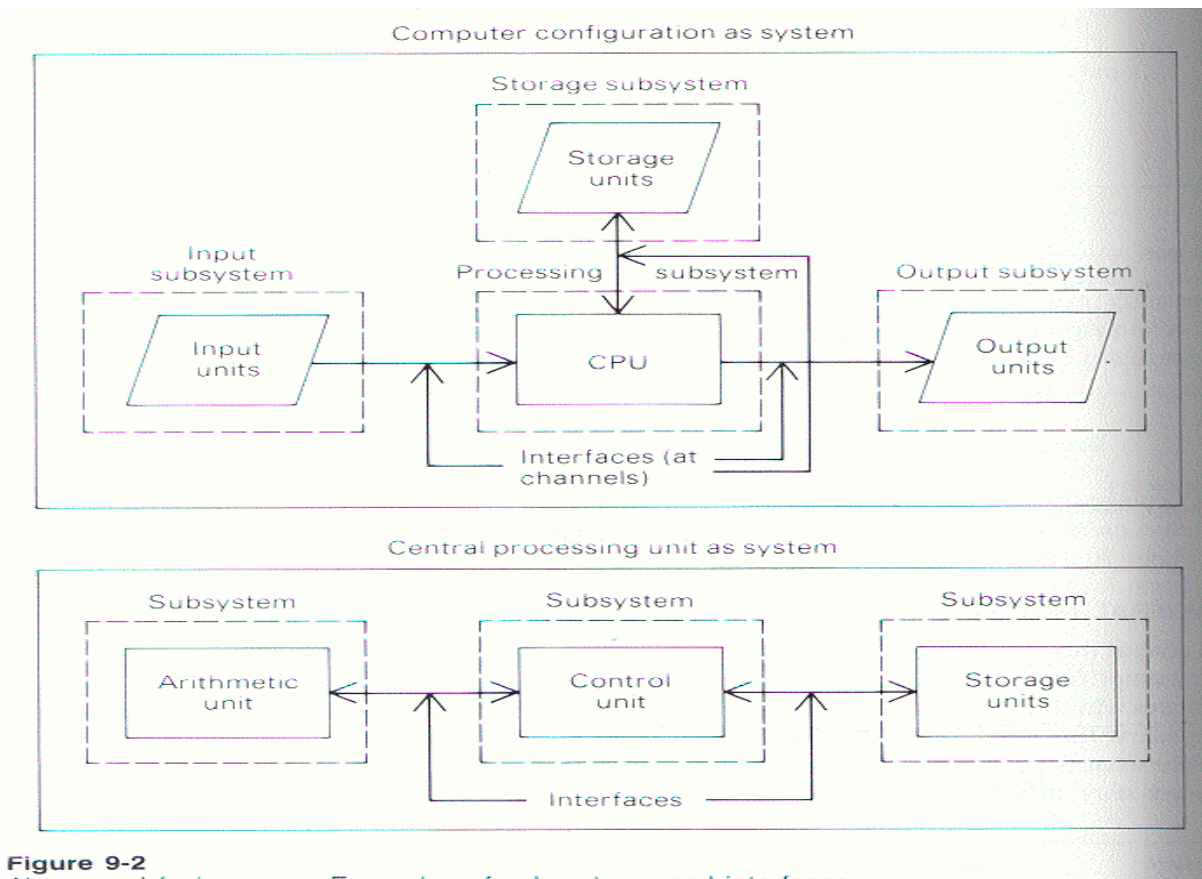 Computer configuration as system
Storage subsystem
Storage
units
Input
subsystem
Processing subsystem
Output subsystem
Input
units
CPU
Output
units
Interfaces (at
channels)
Central processing unit as system
Subsystem
Subsystem
Subsystem
Arithmetic
unit
Control
unit
Storage
units
Interfaces
Figure 9-2